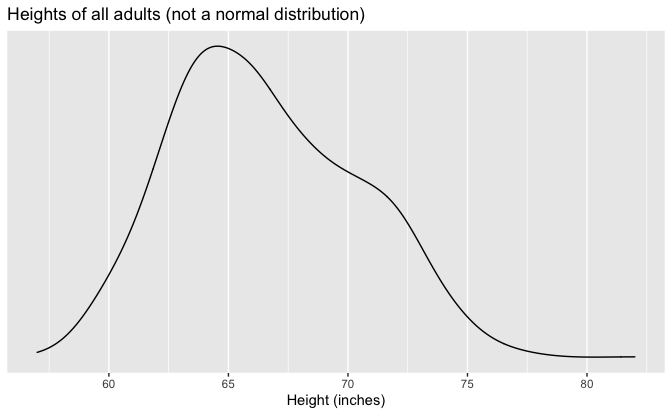 Heights of all adults (not a normal distribution)
60 65 70 75 80
Height (inches)